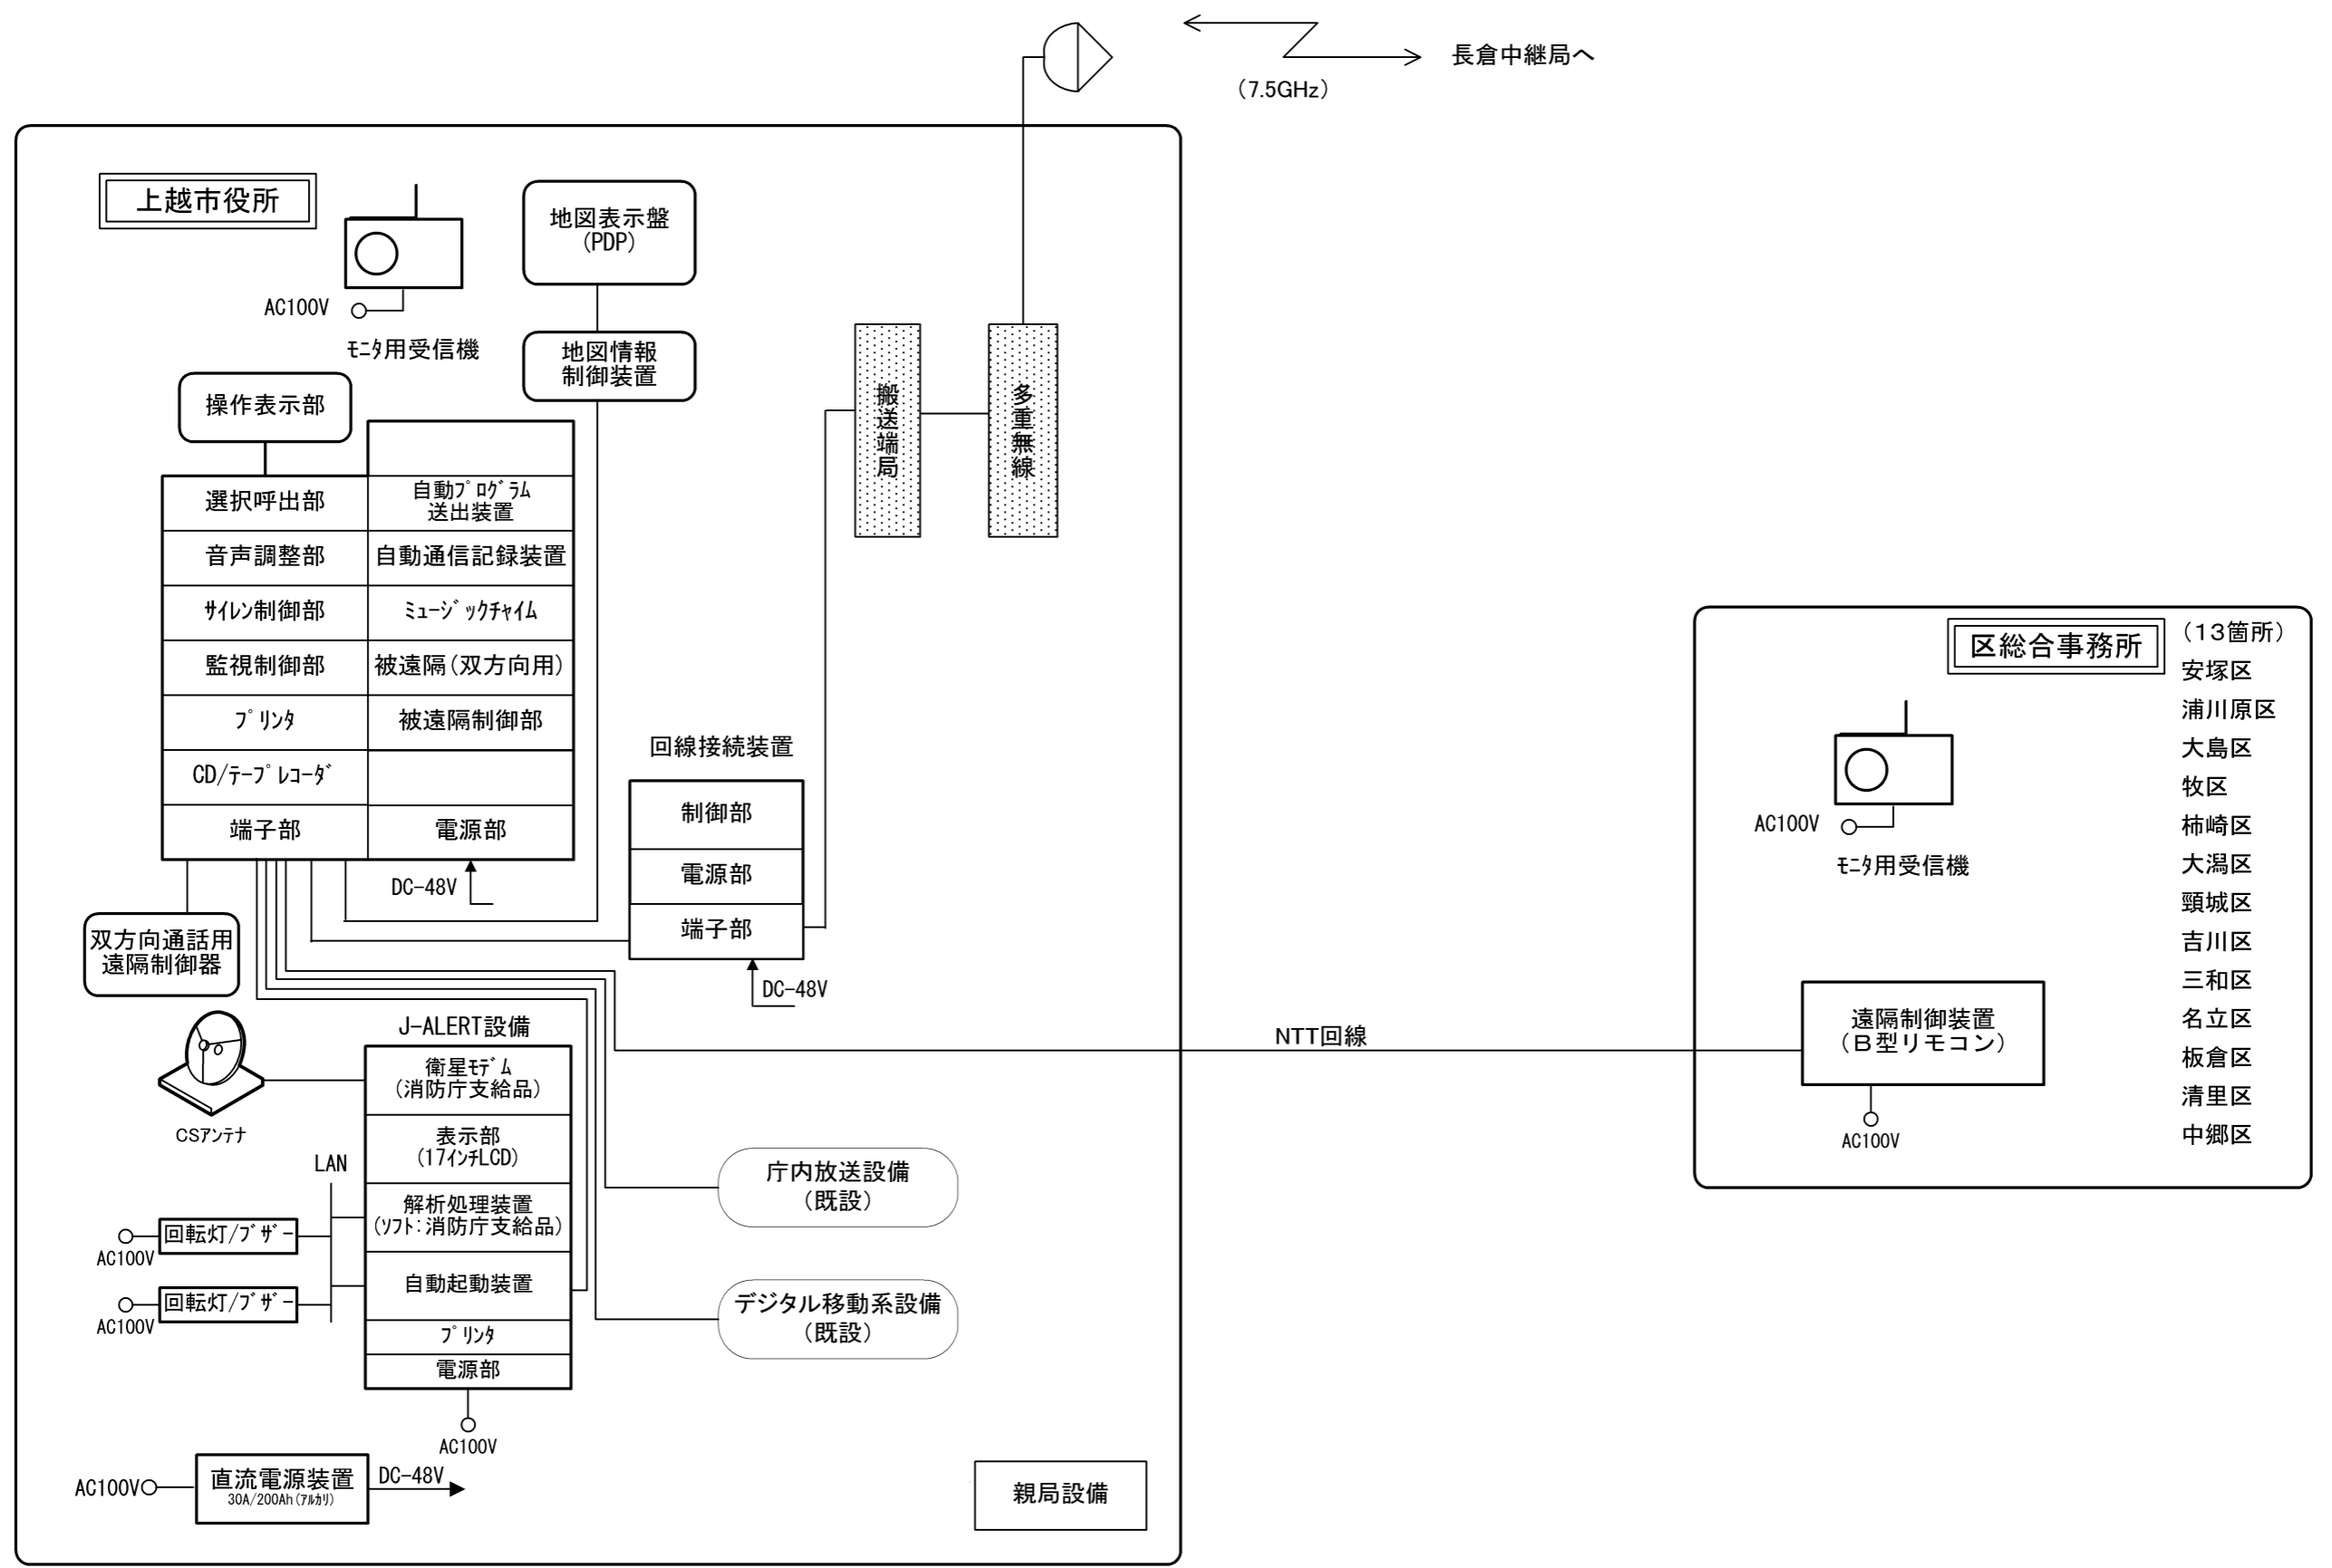 長倉中継局へ
（7.5GHz）
上越市役所
地図表示盤
（PDP）
AC100V
ﾓﾆﾀ用受信機
地図情報
制御装置
操作表示部
搬送端局
多重無線
選択呼出部
自動ﾌﾟﾛｸﾞﾗﾑ
送出装置
音声調整部
自動通信記録装置
ｻｲﾚﾝ制御部
ﾐｭｰｼﾞｯｸﾁｬｲﾑ
監視制御部
被遠隔（双方向用）
ﾌﾟﾘﾝﾀ
被遠隔制御部
CD/ﾃｰﾌﾟﾚｺｰﾀﾞ
端子部
電源部
DC-48V
回線接続装置
制御部
電源部
端子部
DC-48V
双方向通話用
遠隔制御器
J-ALERT設備
衛星ﾓﾃﾞﾑ
（消防庁支給品）
表示部
（17ｲﾝﾁLCD）
解析処理装置
（ｿﾌﾄ：消防庁支給品）
自動起動装置
ﾌﾟﾘﾝﾀ
電源部
AC100V
CSｱﾝﾃﾅ
LAN
回転灯/ﾌﾞｻﾞｰ
AC100V
回転灯/ﾌﾞｻﾞｰ
AC100V
AC100V
直流電源装置
30A/200Ah（ｱﾙｶﾘ）
DC-48V
庁内放送設備
（既設）
デジタル移動系設備
（既設）
親局設備
NTT回線
区総合事務所
（13箇所）
安塚区
浦川原区
大島区
牧区
柿崎区
大潟区
頸城区
吉川区
三和区
名立区
板倉区
清里区
中郷区
AC100V
ﾓﾆﾀ用受信機
遠隔制御装置
（Ｂ型リモコン）
AC100V